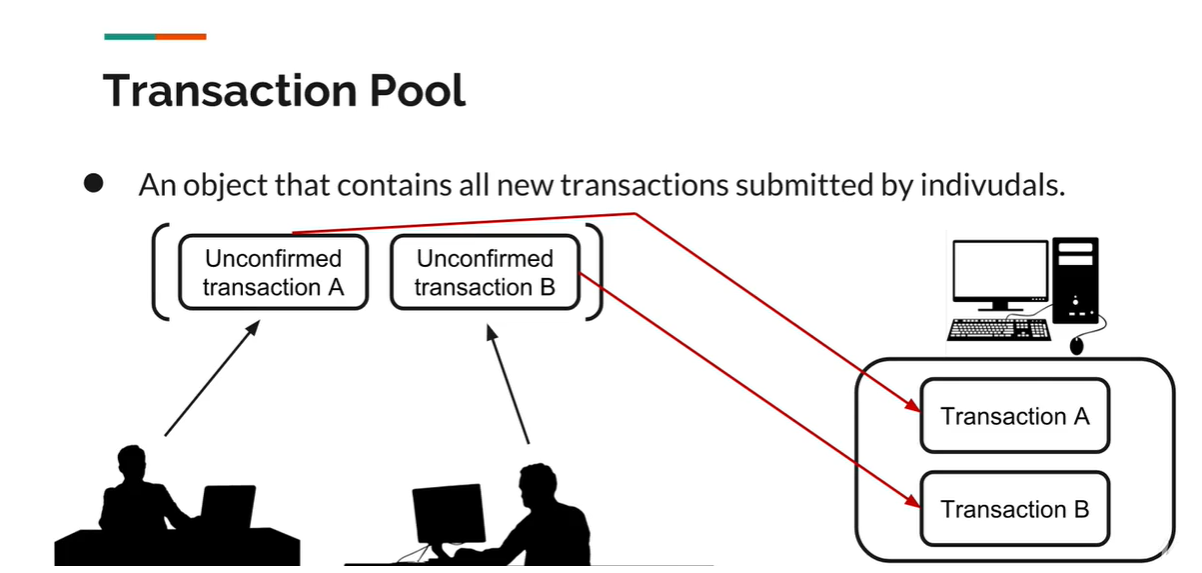 Transaction Pool
● An object that contains all new transactions submitted by indivudals.
Unconfirmed
transaction A
Unconfirmed
transaction B
Transaction A
Transaction B